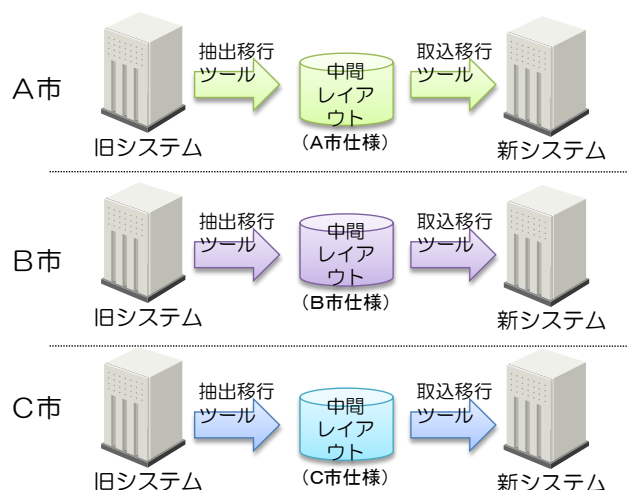 A市
抽出移行
ツール
中間
レイア
ウト
(A市仕様)
取込移行
ツール
旧システム
新システム
B市
抽出移行
ツール
中間
レイア
ウト
(B市仕様)
取込移行
ツール
旧システム
新システム
C市
抽出移行
ツール
中間
レイア
ウト
(C市仕様)
取込移行
ツール
旧システム
新システム